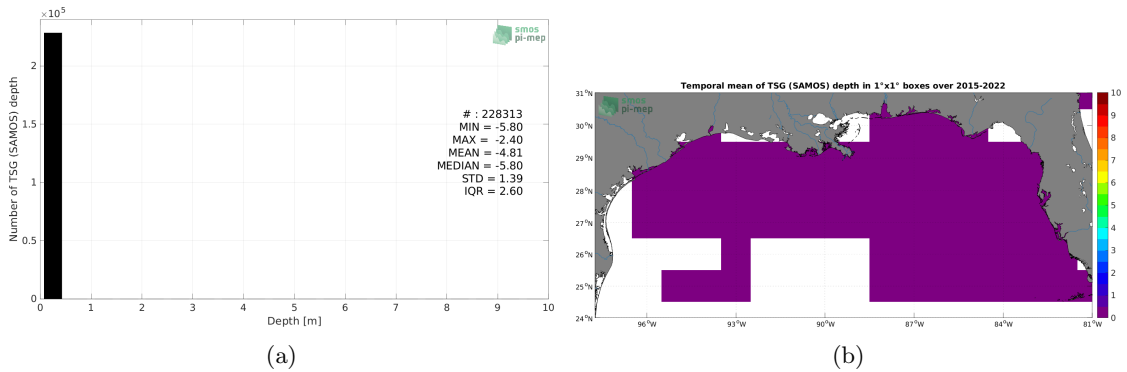 ×10⁵
smos
pi-mep
Number of TSG (SAMOS) depth
2
1.5
1
0.5
0
# : 228313
MIN = -5.80
MAX = -2.40
MEAN = -4.81
MEDIAN = -5.80
STD = 1.39
IQR = 2.60
0 1 2 3 4 5 6 7 8 9 10
Depth [m]
(a)
Temporal mean of TSG (SAMOS) depth in 1°x1° boxes over 2015-2022
smos
pi-mep
31°N
30°N
29°N
28°N
27°N
26°N
25°N
24°N
96°W 93°W 90°W 87°W 84°W 81°W
10
9
8
7
6
5
4
3
2
1
0
(b)